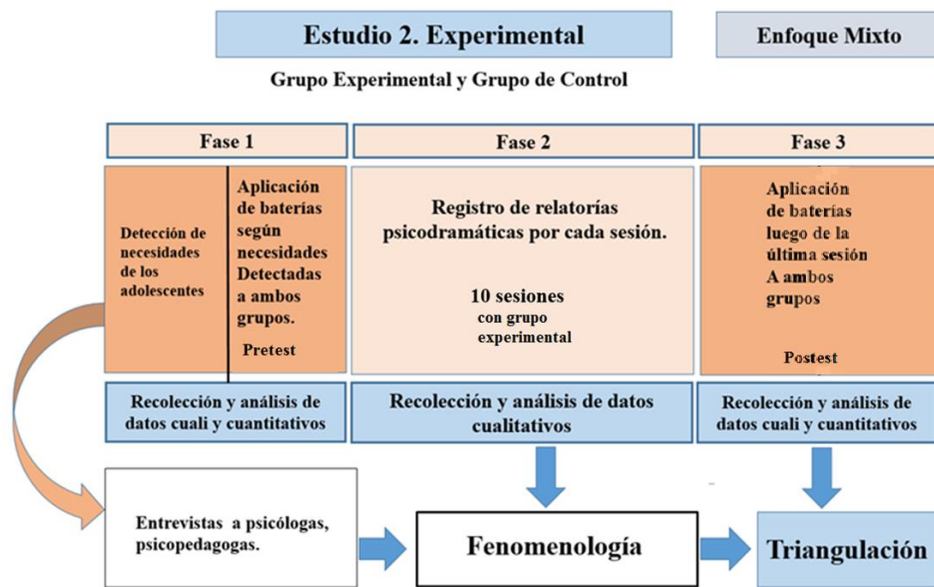 Estudio 2. Experimental
Enfoque Mixto
Grupo Experimental y Grupo de Control
Fase 1
Fase 2
Fase 3
Detección de
necesidades
de los
adolescentes
Aplicación
de baterías
según
necesidades
Detectadas
a ambos
grupos.
Pretest
Registro de relatorías
psicodramáticas por cada sesión.
10 sesiones
con grupo
experimental
Aplicación
de baterías
luego de la
última sesión
A ambos
grupos
Postest
Recolección y análisis de
datos cuali y cuantitativos
Recolección y análisis de datos
cualitativos
Recolección y análisis de
datos cuali y cuantitativos
Entrevistas a psicólogas,
psicopedagogas.
Fenomenología
Triangulación